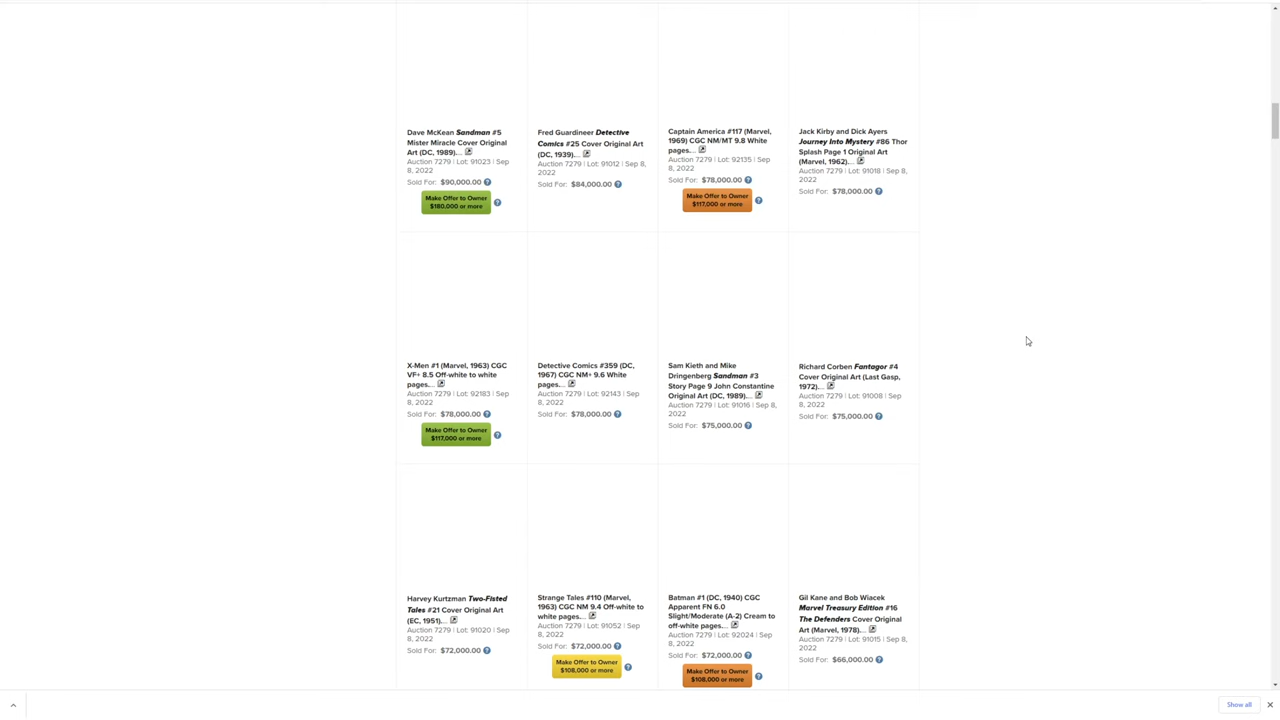 Dave McKean Sandman #5
Mister Miracle Cover Original
Art (DC, 1989)....
Auction 7279 | Lot: 91023 | Sep
8, 2022
Sold For: $90,000.00
Make Offer to Owner
$180,000 or more
Fred Guardineer Detective
Comics #25 Cover Original Art
(DC, 1939)....
Auction 7279 | Lot: 91012 | Sep 8,
2022
Sold For: $84,000.00
Captain America #117 (Marvel,
1969) CGC NM/MT 9.8 White
pages....
Auction 7279 | Lot: 92135 | Sep
8, 2022
Sold For: $78,000.00
Make Offer to Owner
$117,000 or more
Jack Kirby and Dick Ayers
Journey Into Mystery #86 Thor
Splash Page 1 Original Art
(Marvel, 1962)....
Auction 7279 | Lot: 91018 | Sep 8,
2022
Sold For: $78,000.00
X-Men #1 (Marvel, 1963) CGC
VF+ 8.5 Off-white to white
pages....
Auction 7279 | Lot: 92183 | Sep
8, 2022
Sold For: $78,000.00
Make Offer to Owner
$117,000 or more
Detective Comics #359 (DC,
1967) CGC NM+ 9.6 White
pages....
Auction 7279 | Lot: 92143 | Sep
8, 2022
Sold For: $78,000.00
Sam Kieth and Mike
Dringenberg Sandman #3
Story Page 9 John Constantine
Original Art (DC, 1989)....
Auction 7279 | Lot: 91016 | Sep 8,
2022
Sold For: $75,000.00
Richard Corben Fantagor #4
Cover Original Art (Last Gasp,
1972)....
Auction 7279 | Lot: 91008 | Sep
8, 2022
Sold For: $75,000.00
Harvey Kurtzman Two-Fisted
Tales #21 Cover Original Art
(EC, 1951)....
Auction 7279 | Lot: 91020 | Sep
8, 2022
Sold For: $72,000.00
Strange Tales #110 (Marvel,
1963) CGC NM 9.4 Off-white to
white pages....
Auction 7279 | Lot: 91052 | Sep
8, 2022
Sold For: $72,000.00
Make Offer to Owner
$108,000 or more
Batman #1 (DC, 1940) CGC
Apparent FN 6.0
Slight/Moderate (A-2) Cream to
off-white pages....
Auction 7279 | Lot: 92024 | Sep
8, 2022
Sold For: $72,000.00
Make Offer to Owner
$108,000 or more
Gil Kane and Bob Wiacek
Marvel Treasury Edition #16
The Defenders Cover Original
Art (Marvel, 1978)....
Auction 7279 | Lot: 91015 | Sep 8,
2022
Sold For: $66,000.00
Show all